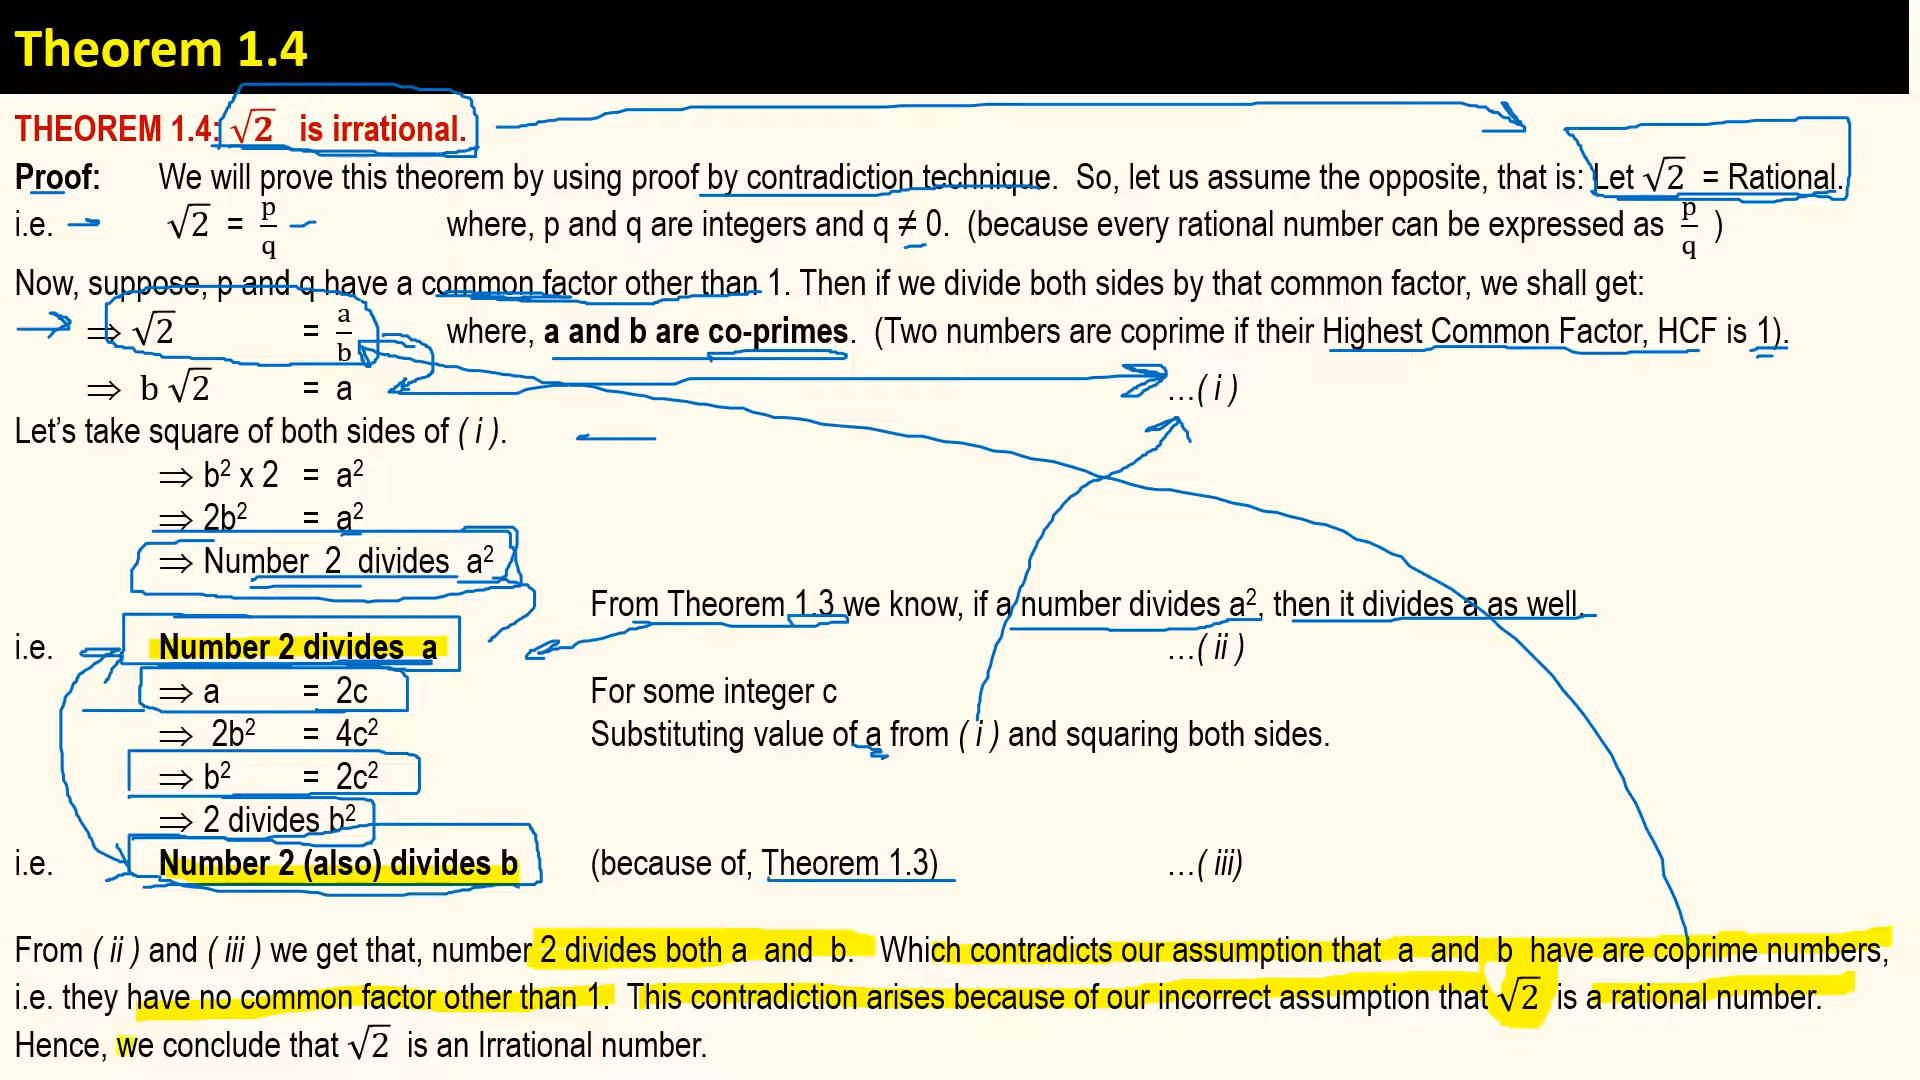 Theorem 1.4
THEOREM 1.4: √2 is irrational.
Proof: We will prove this theorem by using proof by contradiction technique. So, let us assume the opposite, that is: Let √2 = Rational.
i.e. √2 = p/q where, p and q are integers and q ≠ 0. (because every rational number can be expressed as p/q )
Now, suppose, p and q have a common factor other than 1. Then if we divide both sides by that common factor, we shall get:
⇒ √2 = a/b where, a and b are co-primes. (Two numbers are coprime if their Highest Common Factor, HCF is 1).
⇒ b √2 = a …( i )
Let’s take square of both sides of ( i ).
⇒ b² x 2 = a²
⇒ 2b² = a²
⇒ Number 2 divides a²
From Theorem 1.3 we know, if a number divides a², then it divides a as well.
i.e. Number 2 divides a …( ii )
⇒ a = 2c For some integer c
⇒ 2b² = 4c² Substituting value of a from ( i ) and squaring both sides.
⇒ b² = 2c²
⇒ 2 divides b²
i.e. Number 2 (also) divides b (because of, Theorem 1.3) …( iii)
From ( ii ) and ( iii ) we get that, number 2 divides both a and b. Which contradicts our assumption that a and b have are coprime numbers,
i.e. they have no common factor other than 1. This contradiction arises because of our incorrect assumption that √2 is a rational number.
Hence, we conclude that √2 is an Irrational number.